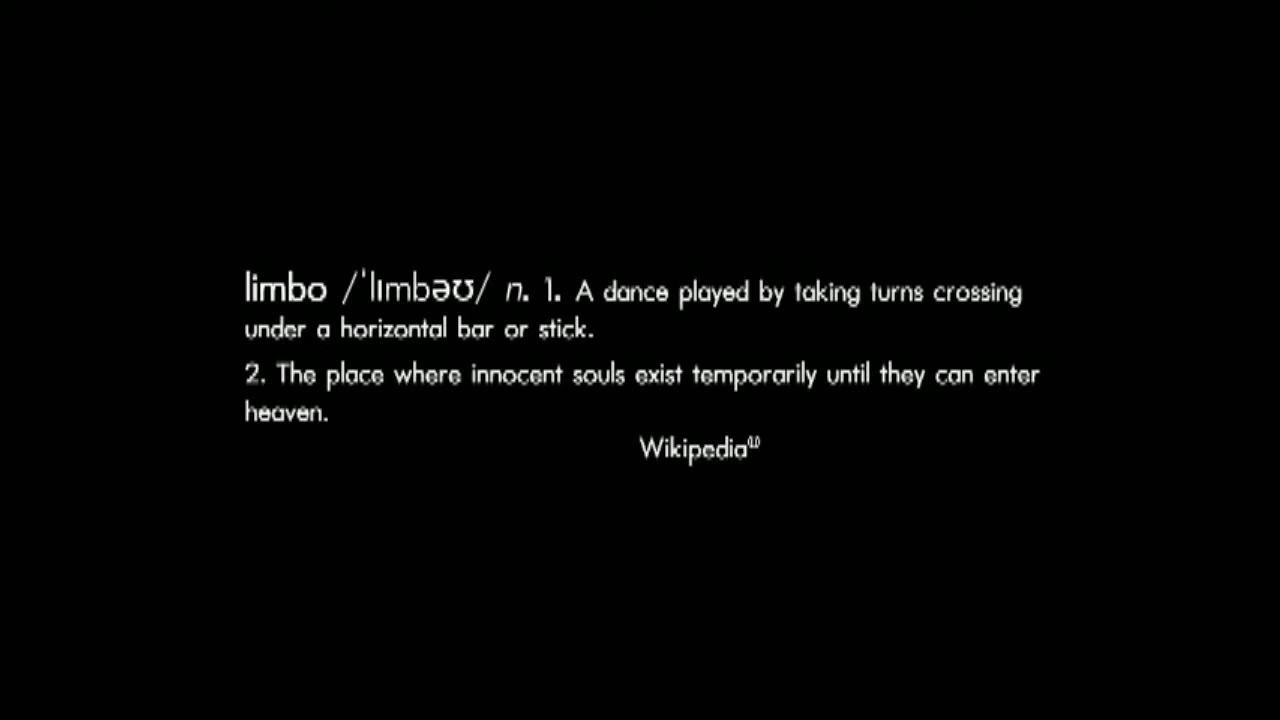 limbo /ˈlɪmbəʊ/ n. 1. A dance played by taking turns crossing
under a horizontal bar or stick.
2. The place where innocent souls exist temporarily until they can enter
heaven.
Wikipedia